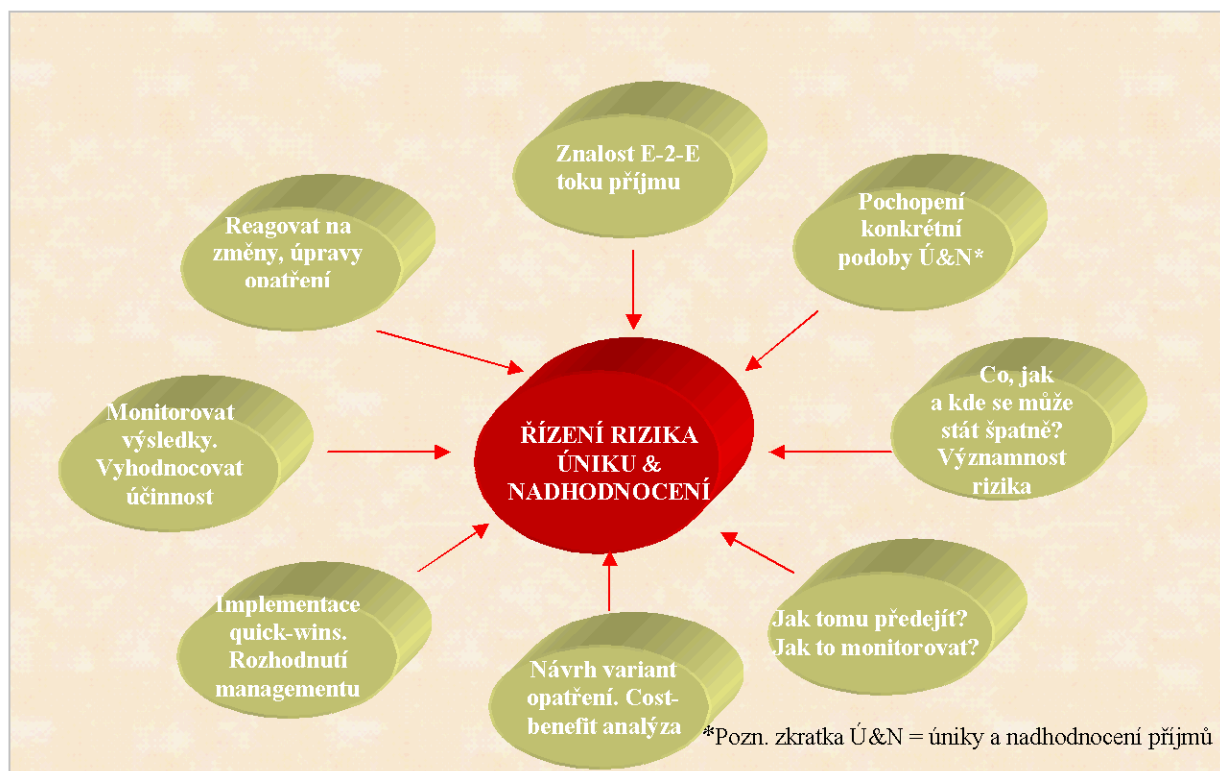 Znalost E-2-E
toku příjmu
Pochopení
konkrétní
podoby Ú&N*
Co, jak
a kde se může
stát špatně?
Významnost
rizika
Jak tomu předejít?
Jak to monitorovat?
Návrh variant
opatření. Cost-
benefit analýza
Implementace
quick-wins.
Rozhodnutí
managementu
Monitorovat
výsledky.
Vyhodnocovat
účinnost
Reagovat na
změny, úpravy
opatření
ŘÍZENÍ RIZIKA
ÚNIKU &
NADHODNOCENÍ
*Pozn. zkratka Ú&N = úniky a nadhodnocení příjmů